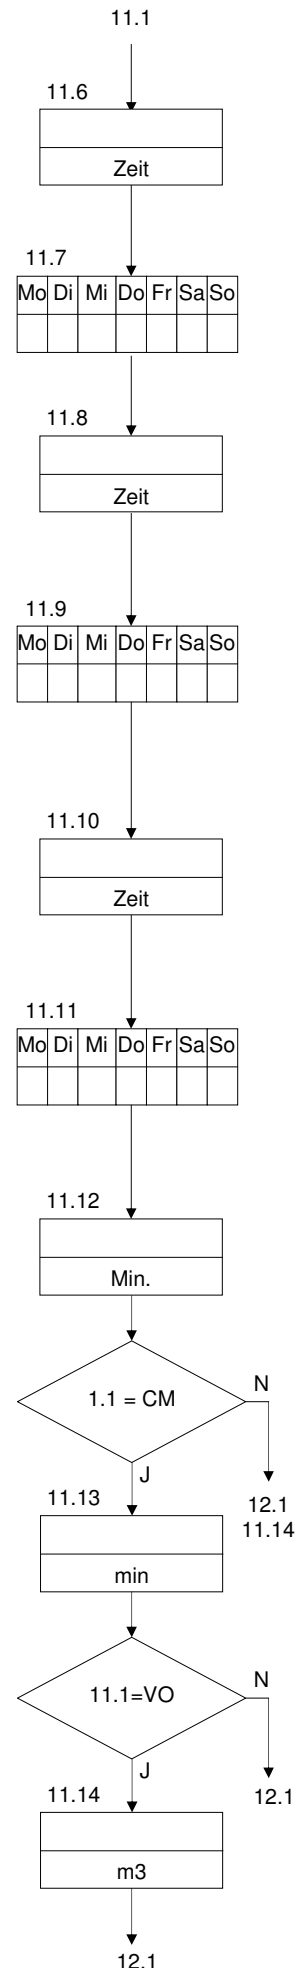 11.1
11.6
Zeit
11.7
Mo Di Mi Do Fr Sa So
11.8
Zeit
11.9
Mo Di Mi Do Fr Sa So
11.10
Zeit
11.11
Mo Di Mi Do Fr Sa So
11.12
Min.
N
1.1 = CM
J
12.1
11.14
11.13
min
N
11.1=VO
J
12.1
11.14
m3
12.1